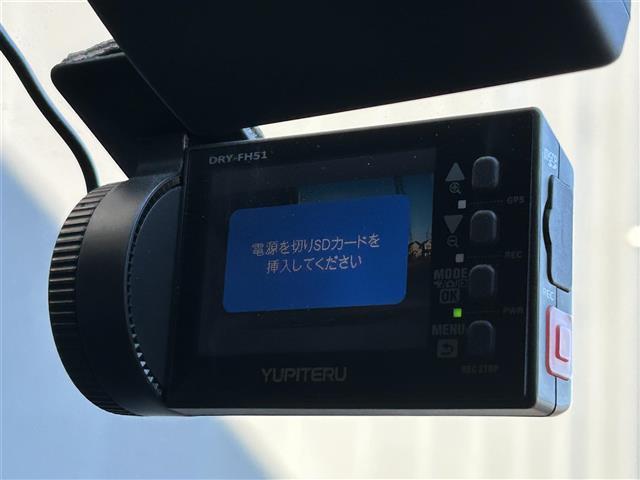 DRY-FH51
電源を切りSDカードを
挿入してください
GPS
REC
MODE
OK
PWR
MENU
REC STOP
YUPITERU
REC